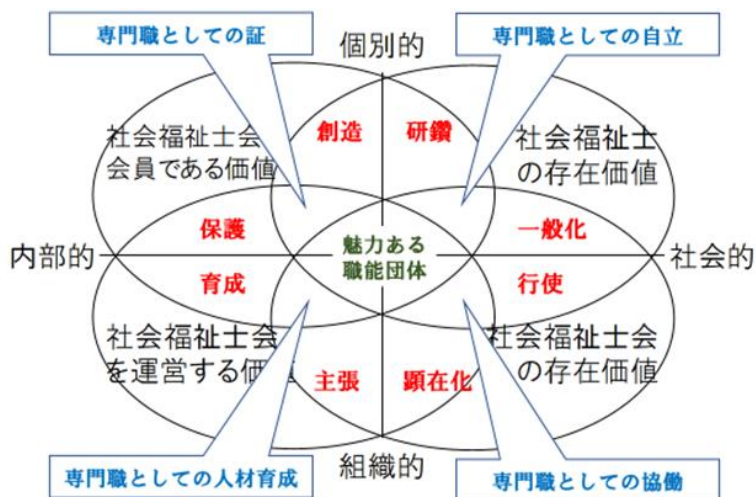 専門職としての証
個別的
専門職としての自立
創造
研鑽
社会福祉士会
会員である価値
社会福祉士
の存在価値
保護
一般化
内部的
魅力ある
職能団体
社会的
育成
行使
社会福祉士会
を運営する価値
社会福祉士会
の存在価値
主張
顕在化
専門職としての人材育成
組織的
専門職としての協働